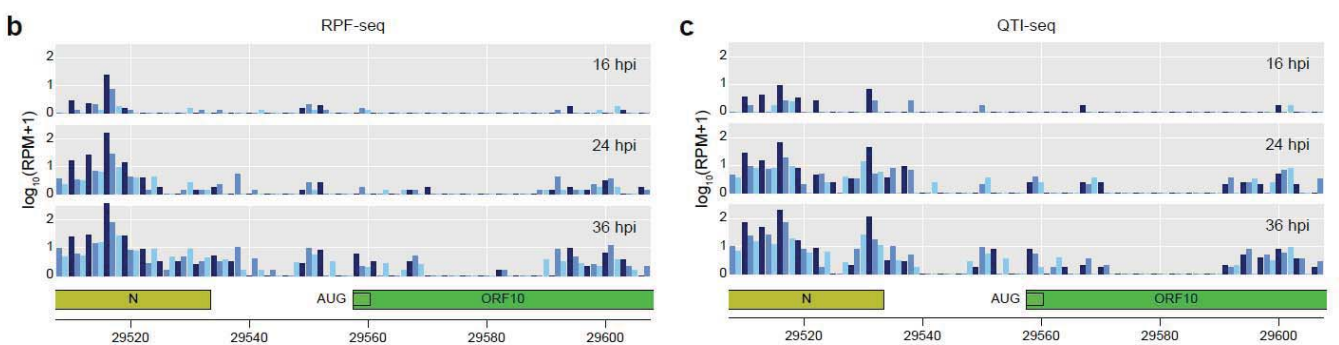 b
RPF-seq
log10(RPM+1)
2
1
0
16 hpi
2
1
0
24 hpi
2
1
0
36 hpi
N
AUG
ORF10
29520
29540
29560
29580
29600
c
QTI-seq
log10(RPM+1)
2
1
0
16 hpi
2
1
0
24 hpi
2
1
0
36 hpi
N
AUG
ORF10
29520
29540
29560
29580
29600